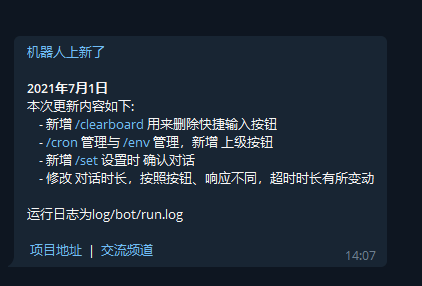 机器人上新了
2021年7月1日
本次更新内容如下:
- 新增 /clearboard 用来删除快捷输入按钮
- /cron 管理与 /env 管理，新增 上级按钮
- 新增 /set 设置时 确认对话
- 修改 对话时长，按照按钮、响应不同，超时时长有所变动
运行日志为log/bot/run.log
项目地址 | 交流频道
14:07